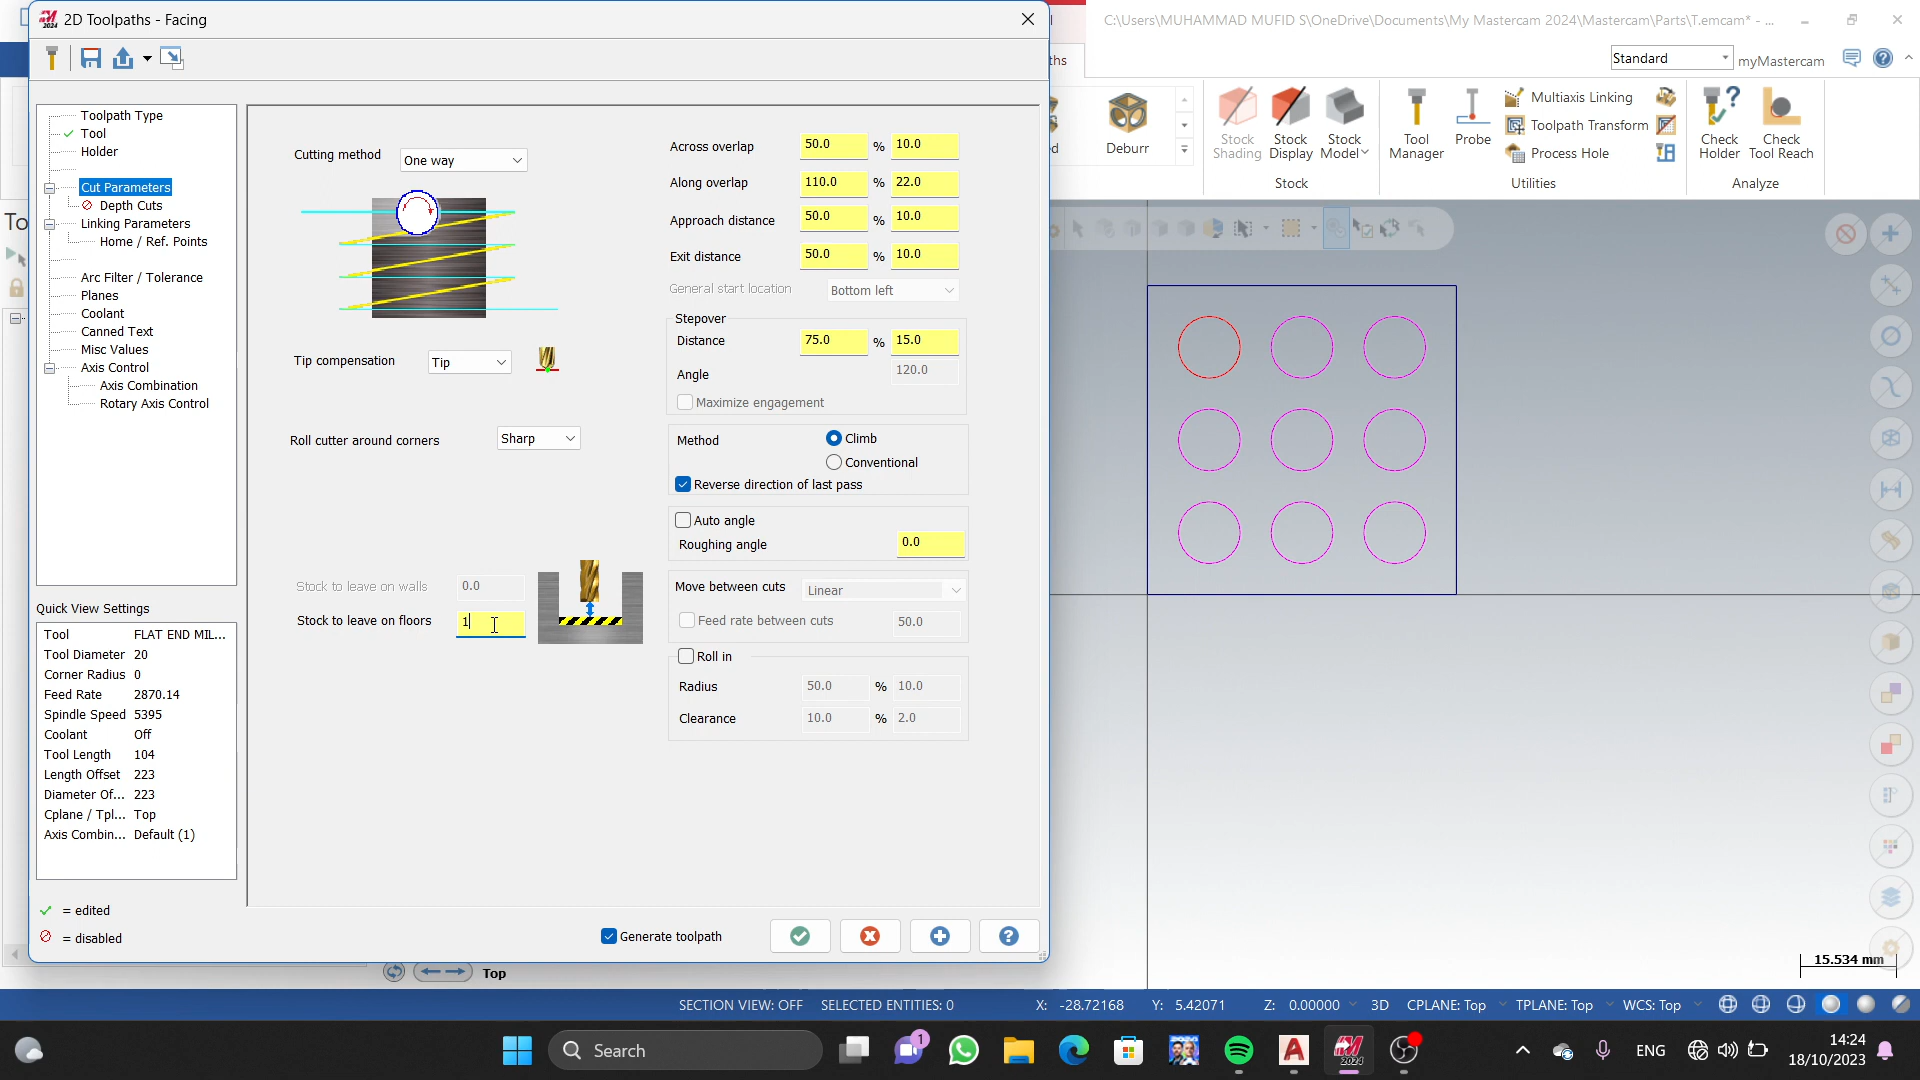 2D Toolpaths - Facing
C:\Users\MUHAMMAD MUFID S\OneDrive\Documents\My Mastercam 2024\Mastercam\Parts\T.emcam* - ...
ths
Standard
myMastercam
Toolpath Type
Tool
Holder
Cut Parameters
Depth Cuts
Linking Parameters
Home / Ref. Points
Arc Filter / Tolerance
Planes
Coolant
Canned Text
Misc Values
Axis Control
Axis Combination
Rotary Axis Control
Quick View Settings
Tool FLAT END MIL...
Tool Diameter 20
Corner Radius 0
Feed Rate 2870.14
Spindle Speed 5395
Coolant Off
Tool Length 104
Length Offset 223
Diameter Of... 223
Cplane / Tpl... Top
Axis Combin... Default (1)
= edited
= disabled
Cutting method One way
Tip compensation Tip
Roll cutter around corners Sharp
Stock to leave on walls 0.0
Stock to leave on floors 1
Across overlap 50.0 % 10.0
Along overlap 110.0 % 22.0
Approach distance 50.0 % 10.0
Exit distance 50.0 % 10.0
General start location Bottom left
Stepover
Distance 75.0 % 15.0
Angle 120.0
Maximize engagement
Method Climb
Conventional
Reverse direction of last pass
Auto angle
Roughing angle 0.0
Move between cuts Linear
Feed rate between cuts 50.0
Roll in
Radius 50.0 % 10.0
Clearance 10.0 % 2.0
Generate toolpath
ed
Deburr
Stock Shading
Stock Display
Stock Model
Stock
Tool Manager
Probe
Multiaxis Linking
Toolpath Transform
Process Hole
Utilities
Check Holder
Check Tool Reach
Analyze
To
15.534 mm
Top
SECTION VIEW: OFF SELECTED ENTITIES: 0 X: -28.72168 Y: 5.42071 Z: 0.00000 3D CPLANE: Top TPLANE: Top WCS: Top
Search
1
2024
ENG
14:24
18/10/2023